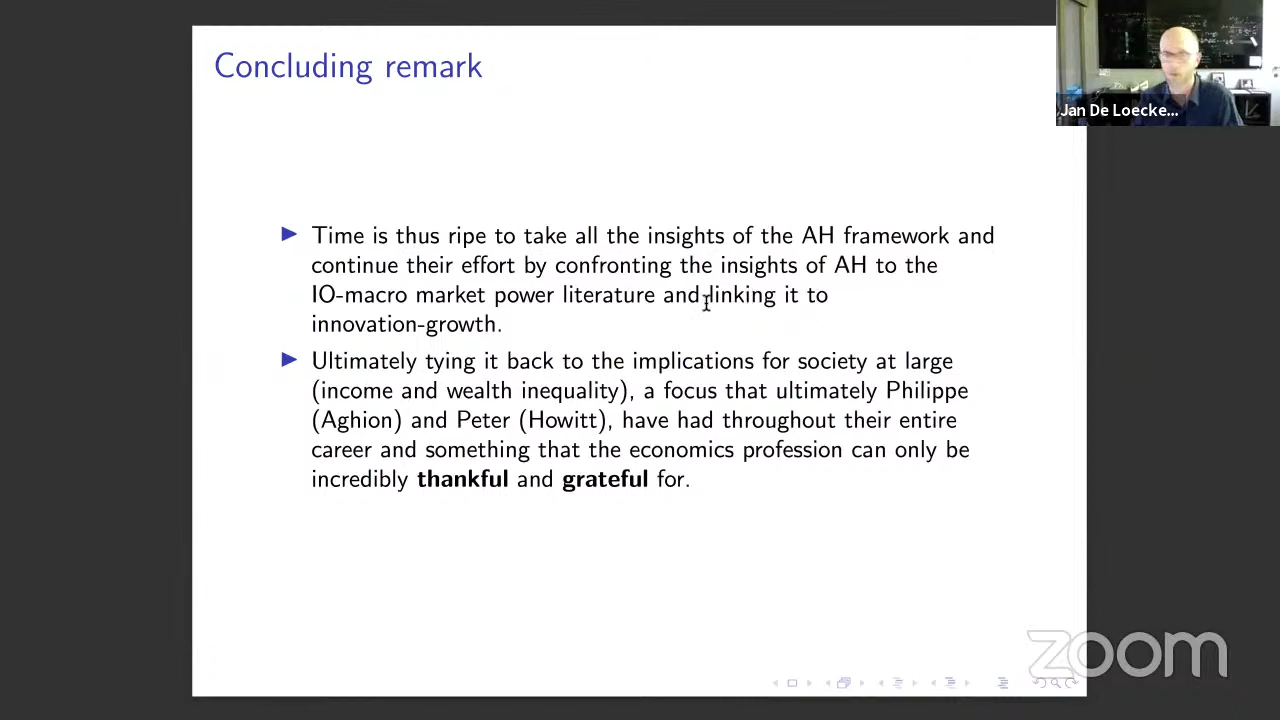 Concluding remark
Jan De Loecke...
Time is thus ripe to take all the insights of the AH framework and
continue their effort by confronting the insights of AH to the
IO-macro market power literature and linking it to
innovation-growth.
Ultimately tying it back to the implications for society at large
(income and wealth inequality), a focus that ultimately Philippe
(Aghion) and Peter (Howitt), have had throughout their entire
career and something that the economics profession can only be
incredibly thankful and grateful for.
zoom